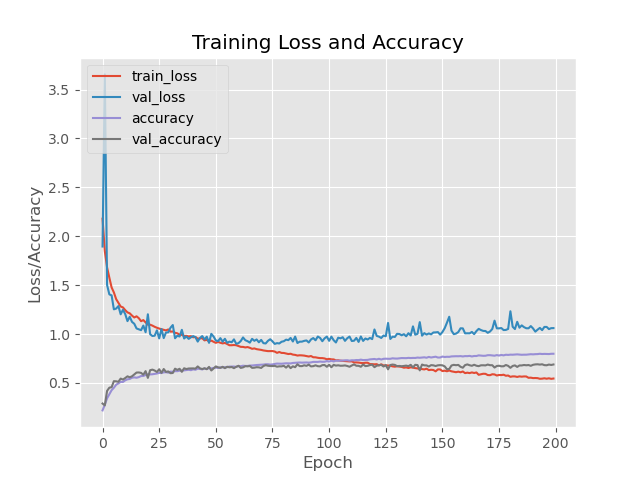 Training Loss and Accuracy
train_loss
val_loss
accuracy
val_accuracy
3.5
3.0
2.5
2.0
1.5
1.0
0.5
Loss/Accuracy
0 25 50 75 100 125 150 175 200
Epoch